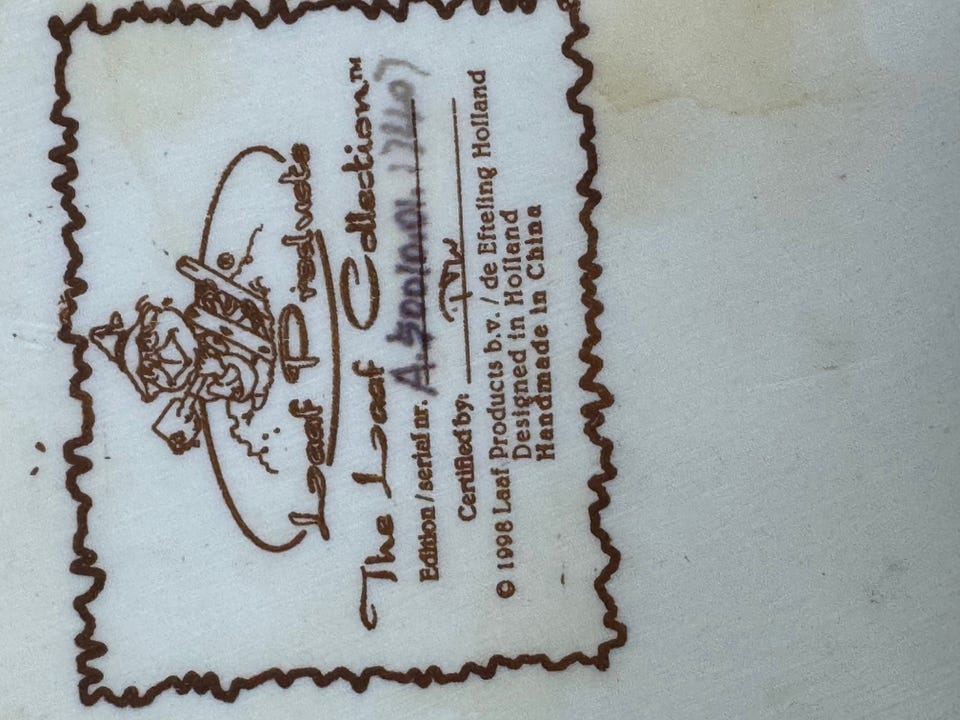 Laaf Products
The Laaf Collection™
Edition / serial nr.
Certified by:
© 1998 Laaf Products b.v. / de Efteling Holland
Designed in Holland
Handmade in China